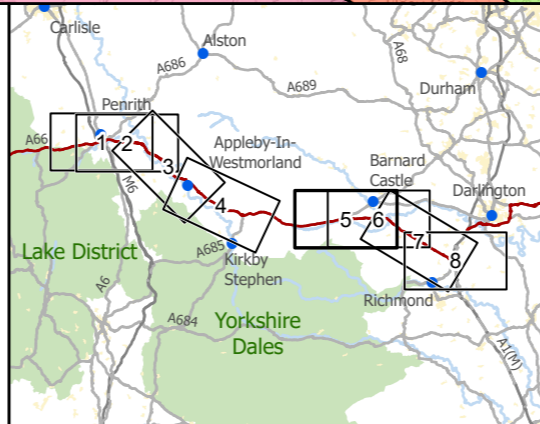 Carlisle
Alston
A686
A68
A689
Durham
Penrith
A66
1
2
3
Appleby-In-
Westmorland
Barnard
Castle
Darlington
M6
4
5
6
7
8
Lake District
A685
Kirkby
Stephen
Richmond
A6
A684
Yorkshire
Dales
A1(M)